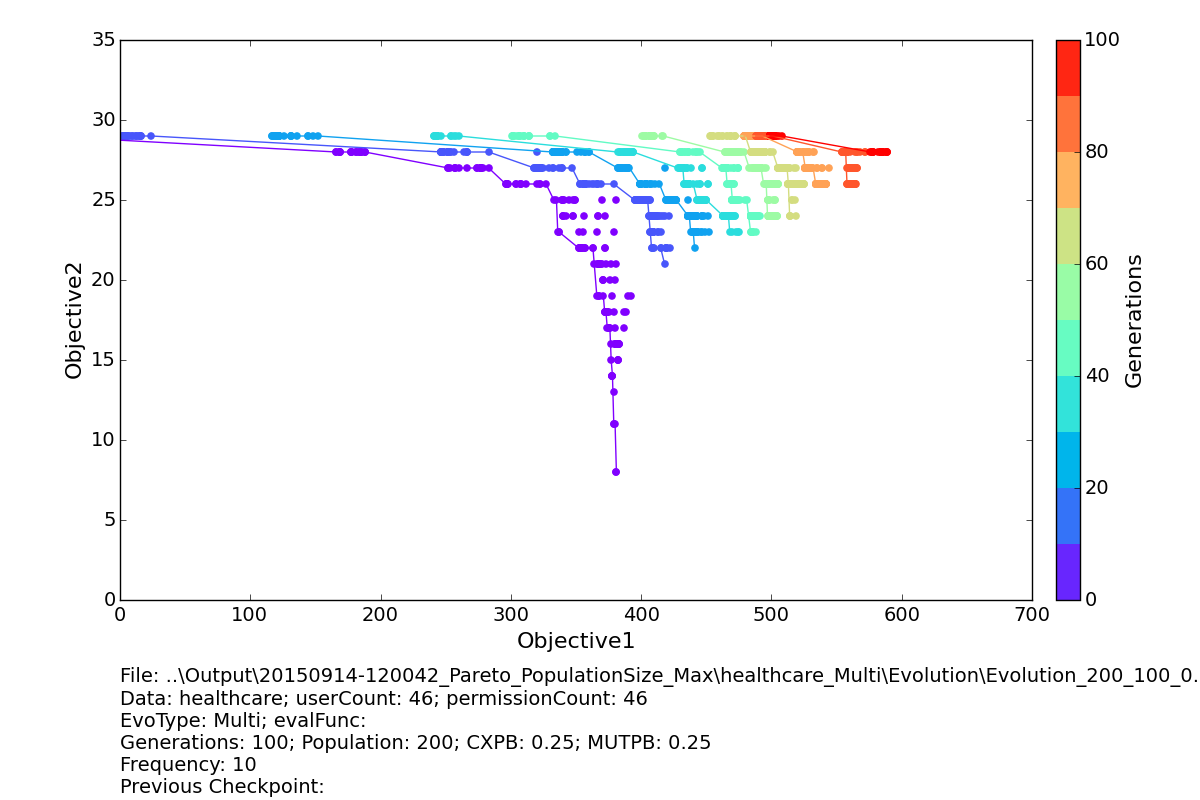 35
30
25
20
15
10
5
0
Objective2
0 100 200 300 400 500 600 700
Objective1
100
80
60
40
20
0
Generations
File: ..\Output\20150914-120042_Pareto_PopulationSize_Max\healthcare_Multi\Evolution\Evolution_200_100_0.
Data: healthcare; userCount: 46; permissionCount: 46
EvoType: Multi; evalFunc:
Generations: 100; Population: 200; CXPB: 0.25; MUTPB: 0.25
Frequency: 10
Previous Checkpoint: